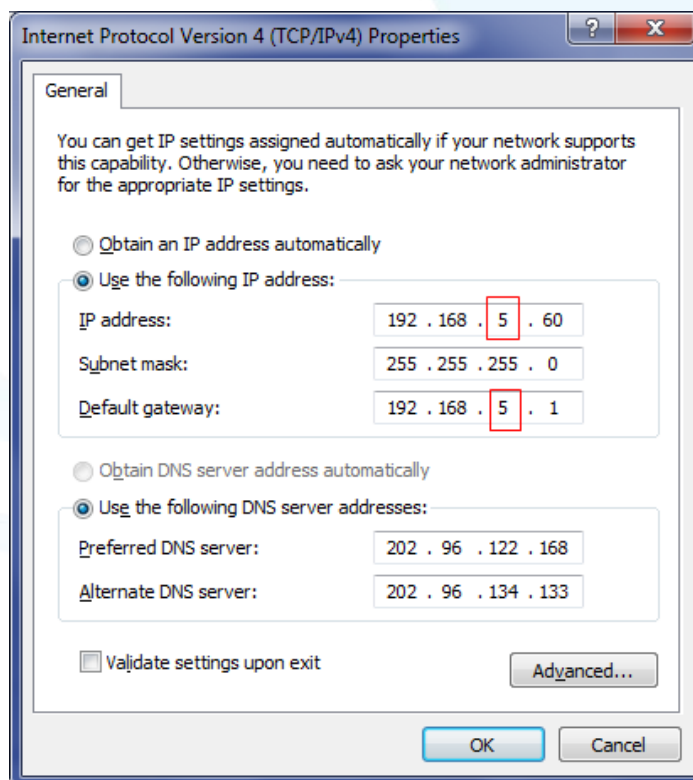 Internet Protocol Version 4 (TCP/IPv4) Properties
?
X
General
You can get IP settings assigned automatically if your network supports
this capability. Otherwise, you need to ask your network administrator
for the appropriate IP settings.
Obtain an IP address automatically
Use the following IP address:
IP address: 192 . 168 . 5 . 60
Subnet mask: 255 . 255 . 255 . 0
Default gateway: 192 . 168 . 5 . 1
Obtain DNS server address automatically
Use the following DNS server addresses:
Preferred DNS server: 202 . 96 . 122 . 168
Alternate DNS server: 202 . 96 . 134 . 133
Validate settings upon exit
Advanced...
OK Cancel